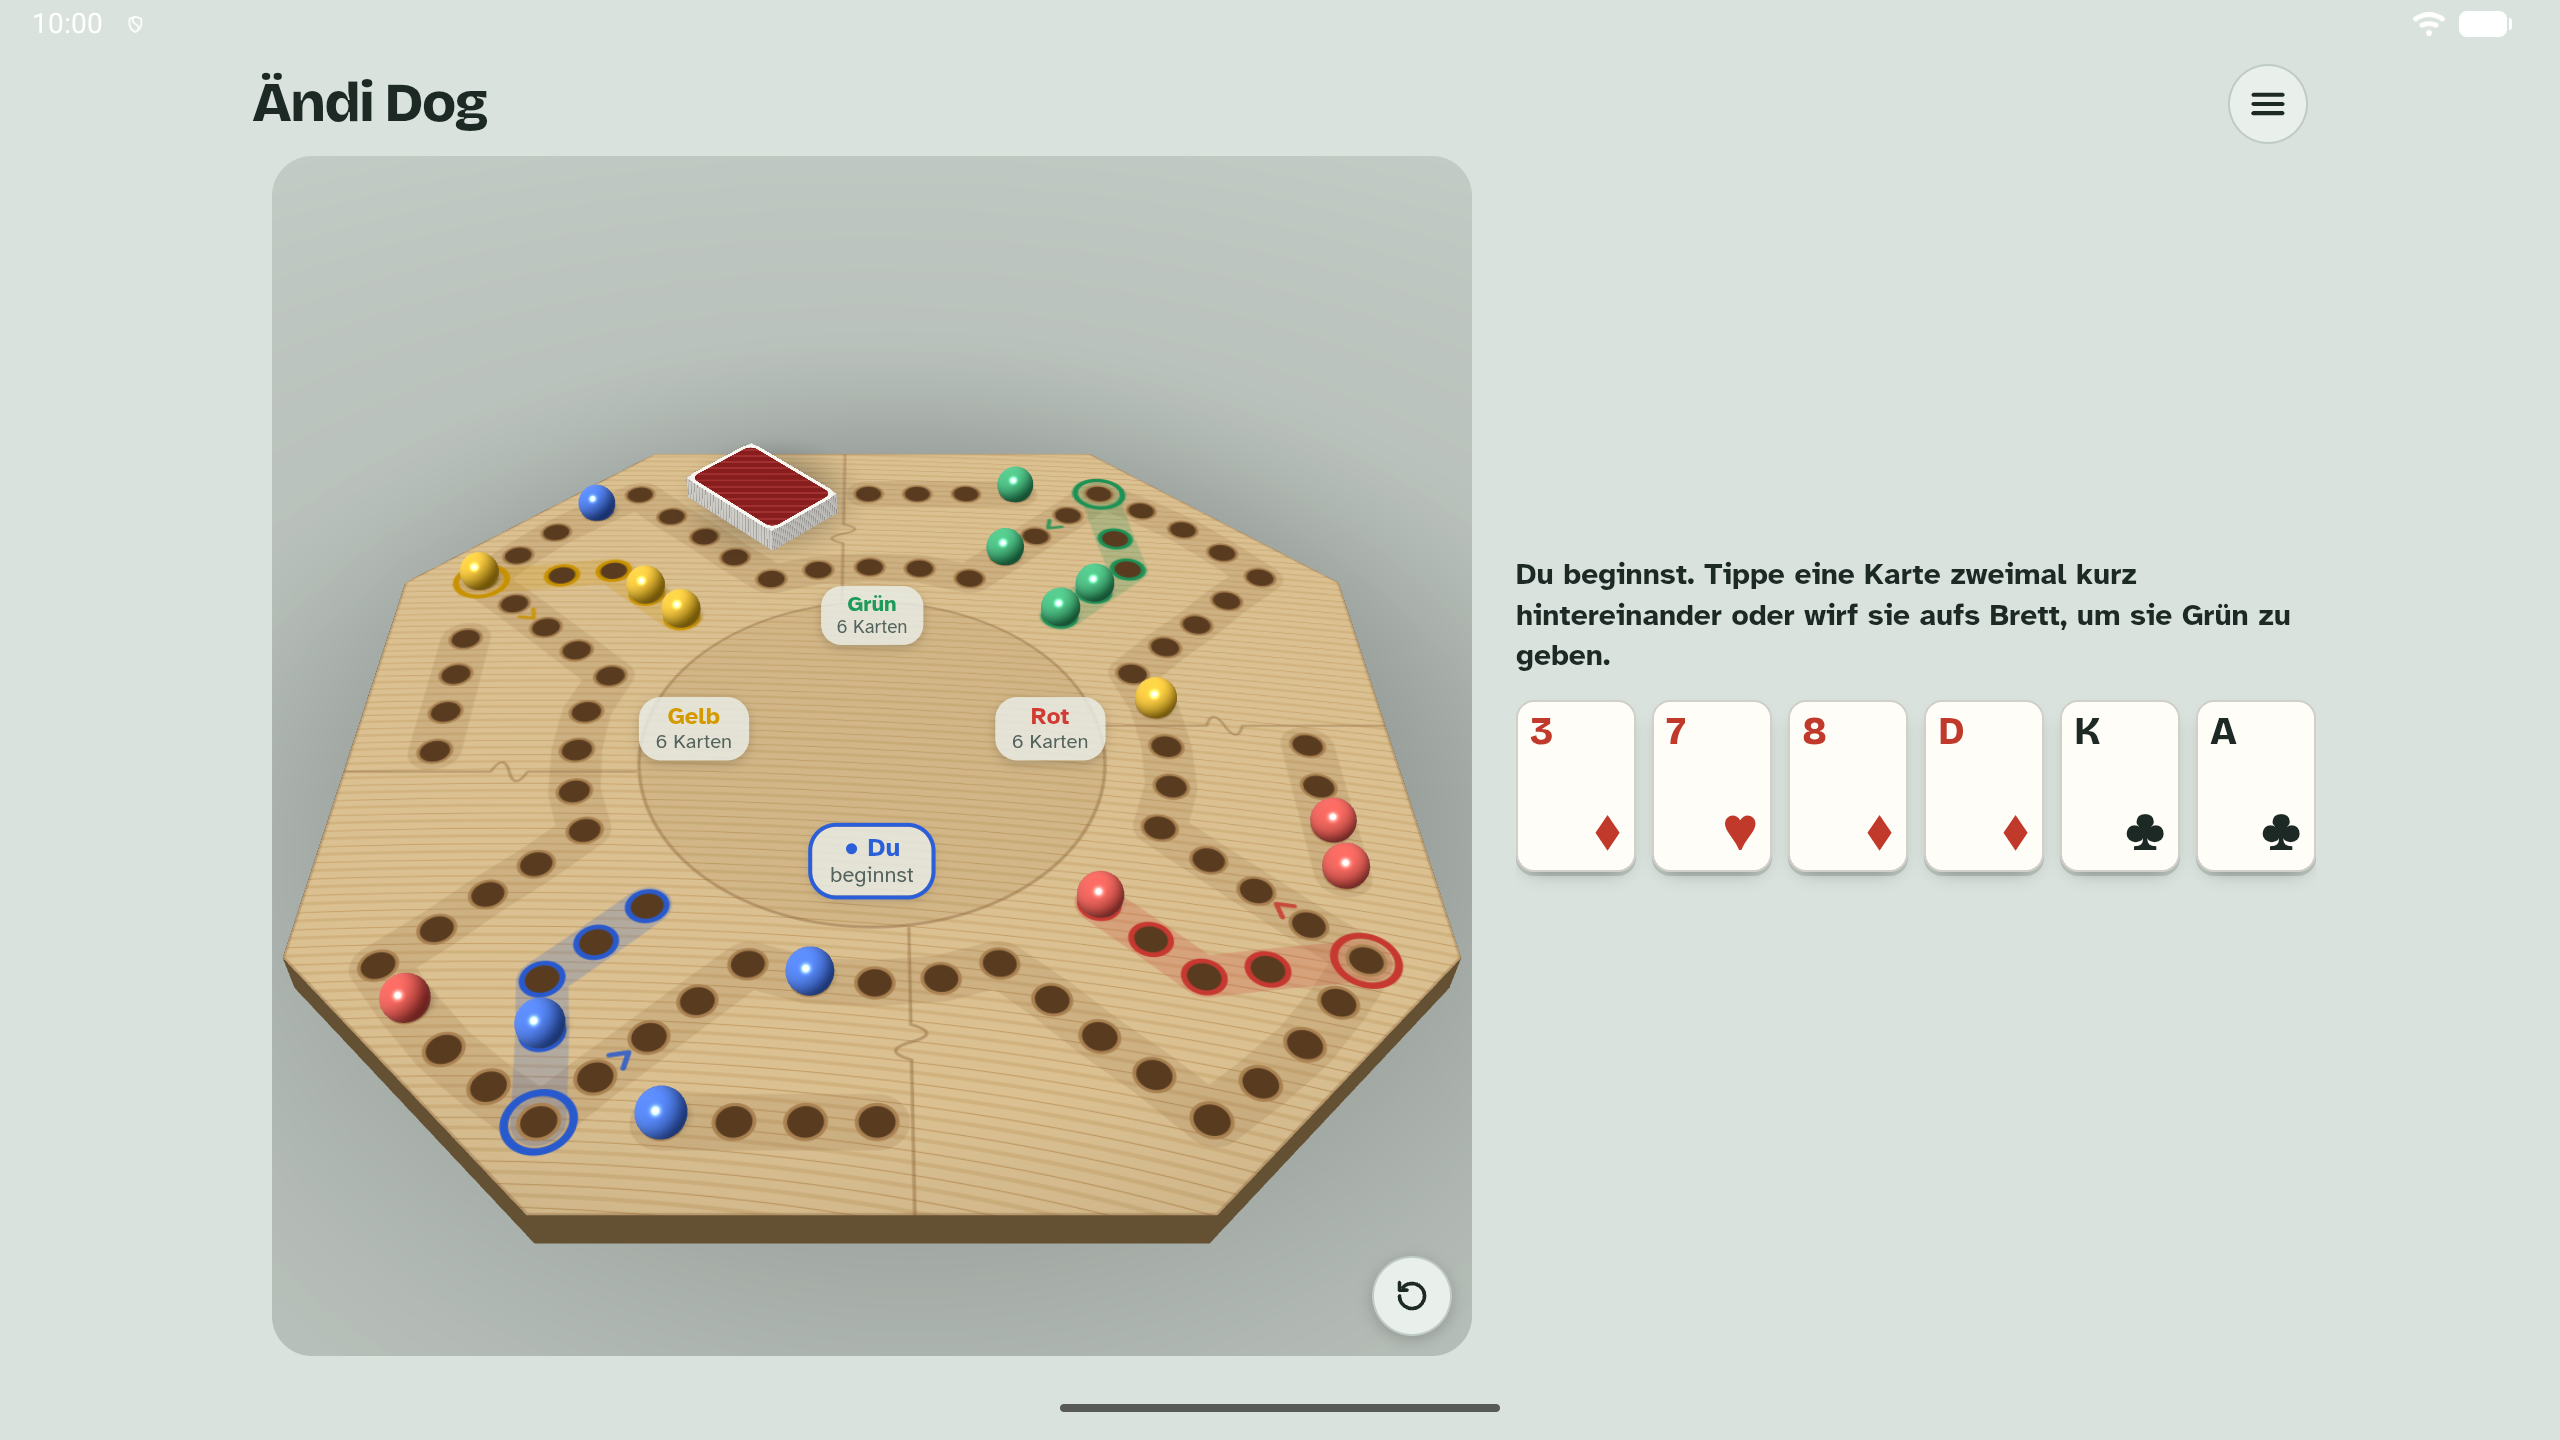 10:00
Ändi Dog
Grün
6 Karten
Gelb
6 Karten
Rot
6 Karten
Du
beginnst
Du beginnst. Tippe eine Karte zweimal kurz
hintereinander oder wirf sie aufs Brett, um sie Grün zu
geben.
3 7 8 D K A